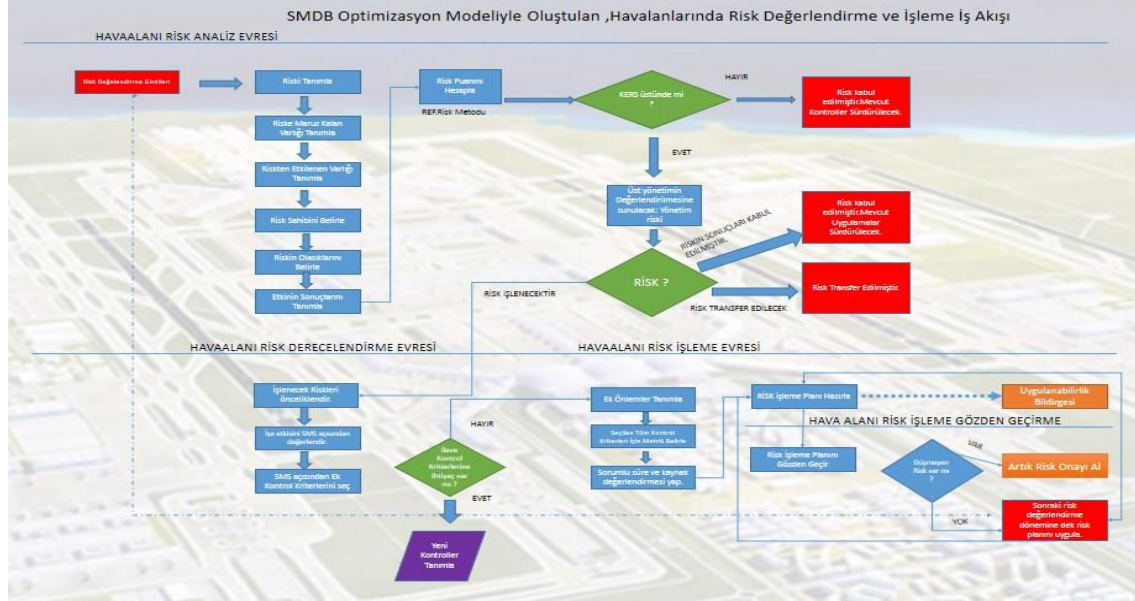 SMDB Optimizasyon Modeliyle Oluştulan ,Havalanlarında Risk Değerlendirme ve İşleme İş Akışı
HAVAALANI RİSK ANALİZ EVRESİ
Risk Değelendirme Girdileri
Riski Tanımla
Riske Maruz Kalan
Varlığı Tanımla
Riskten Etkilenen Varlığı
Tanımla
Risk Sahibini Belirle
Riskin Olasıklarını
Belirle
Etkinin Sonuçlarını
Tanımla
Risk Puanını
Hesapla
REF.Risk Metodu
KERS üstünde mi
?
HAYIR
Risk kabul
edilmiştir.Mevcut
Kontroller Sürdürülecek.
EVET
Üst yönetimin
Değerlendirilmesine
sunulacak: Yönetim
riski
RİSKİN SONUÇLARI KABUL
EDİLMİŞTİR.
Risk kabul
edilmiştir.Mevcut
Uygulamalar
Sürdürülecek.
RİSK ?
RİSK İŞLENECEKTİR
RİSK TRANSFER EDİLECEK
Risk Transfer Edilmiştir.
HAVAALANI RİSK DERECELENDİRME EVRESİ
HAVAALANI RİSK İŞLEME EVRESİ
İşlenecek Riskleri
önceliklendir.
İşe etkisini SMS açısından
değerlendir.
SMS açısından Ek
Kontrol Kriterlerini seç
HAYIR
İlave
Kontrol
Kriterlerine
ihtiyaç var
mı ?
EVET
Yeni
Kontroller
Tanımla
Ek Önlemler Tanımla
Seçilen Tüm Kontrol
Kriterleri İçin Metrik Belirle
Sorumlu süre ve kaynak
değerlendirmesi yap.
RİSK işleme Planı Hazırla
Uygulanabilirlik
Bildirgesi
HAVA ALANI RİSK İŞLEME GÖZDEN GEÇİRME
Risk İşleme Planını
Gözden Geçir
Düşmeyen
Risk var mı
?
VAR
Artık Risk Onayı Al
YOK
Sonraki risk
değerlendirme
dönemine dek risk
planını uygula.